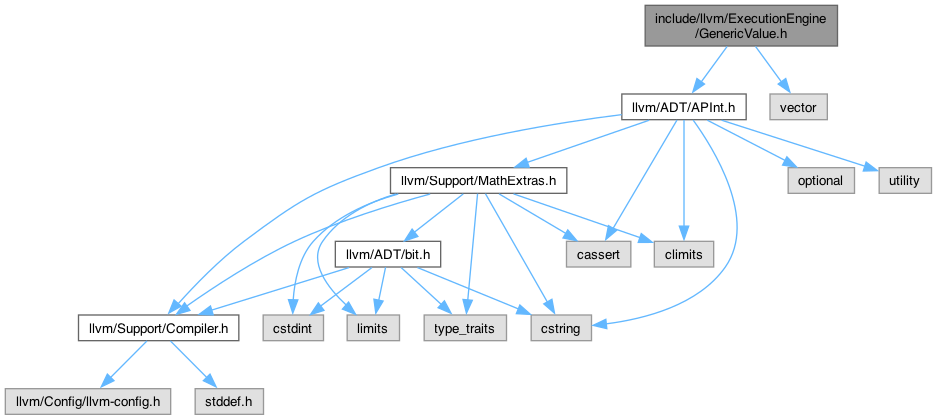 include/llvm/ExecutionEngine
/GenericValue.h
llvm/ADT/APInt.h
vector
llvm/Support/MathExtras.h
optional
utility
llvm/ADT/bit.h
cassert
climits
llvm/Support/Compiler.h
cstdint
limits
type_traits
cstring
llvm/Config/llvm-config.h
stddef.h